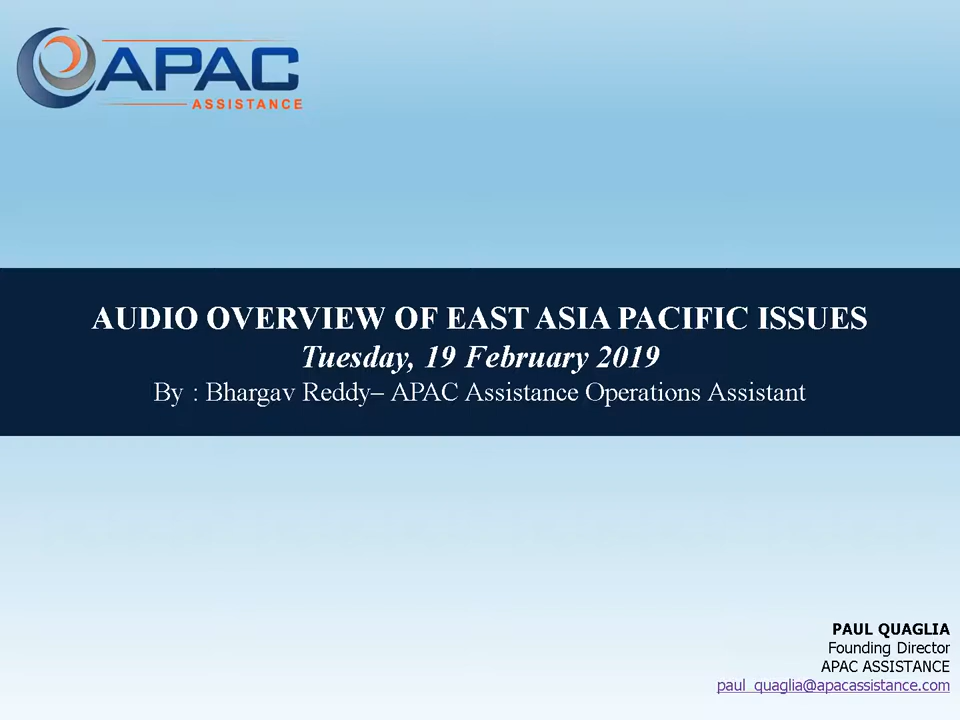 APAC
ASSISTANCE
AUDIO OVERVIEW OF EAST ASIA PACIFIC ISSUES
Tuesday, 19 February 2019
By : Bhargav Reddy– APAC Assistance Operations Assistant
PAUL QUAGLIA
Founding Director
APAC ASSISTANCE
paul_quaglia@apacassistance.com